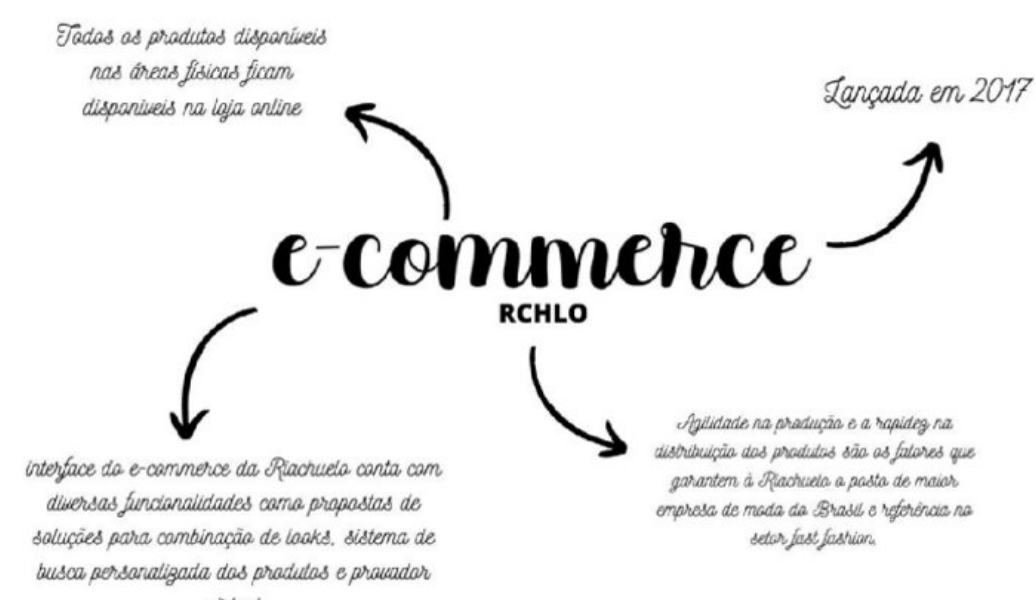 Todos os produtos disponíveis
nas áreas físicas ficam
disponíveis na loja online
Lançada em 2017
e-commerce
RCHLO
interface do e-commerce da Riachuelo conta com
diversas funcionalidades como propostas de
soluções para combinação de looks, sistema de
busca personalizada dos produtos e provador
Agilidade na produção e a rapidez na
distribuição dos produtos são os fatores que
garantem à Riachuelo o posto de maior
empresa de moda do Brasil e referência no
setor fast fashion.